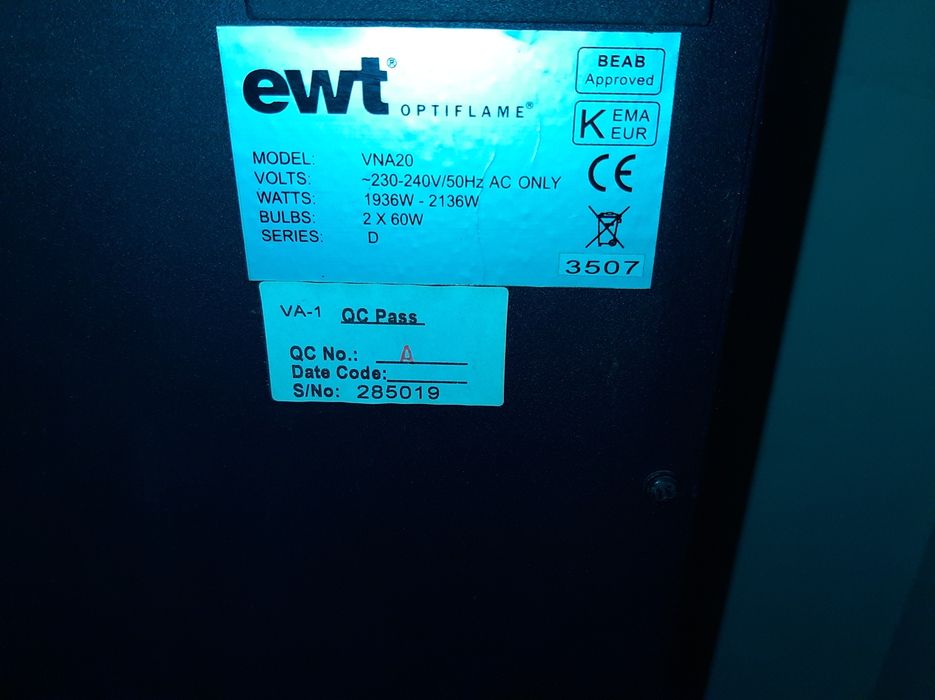 ewt® OPTIFLAME®
BEAB
Approved
K EMA
EUR
CE
MODEL: VNA20
VOLTS: ~230-240V/50Hz AC ONLY
WATTS: 1936W - 2136W
BULBS: 2 X 60W
SERIES: D
3507
VA-1 QC Pass
QC No.: A
Date Code:
S/No: 285019